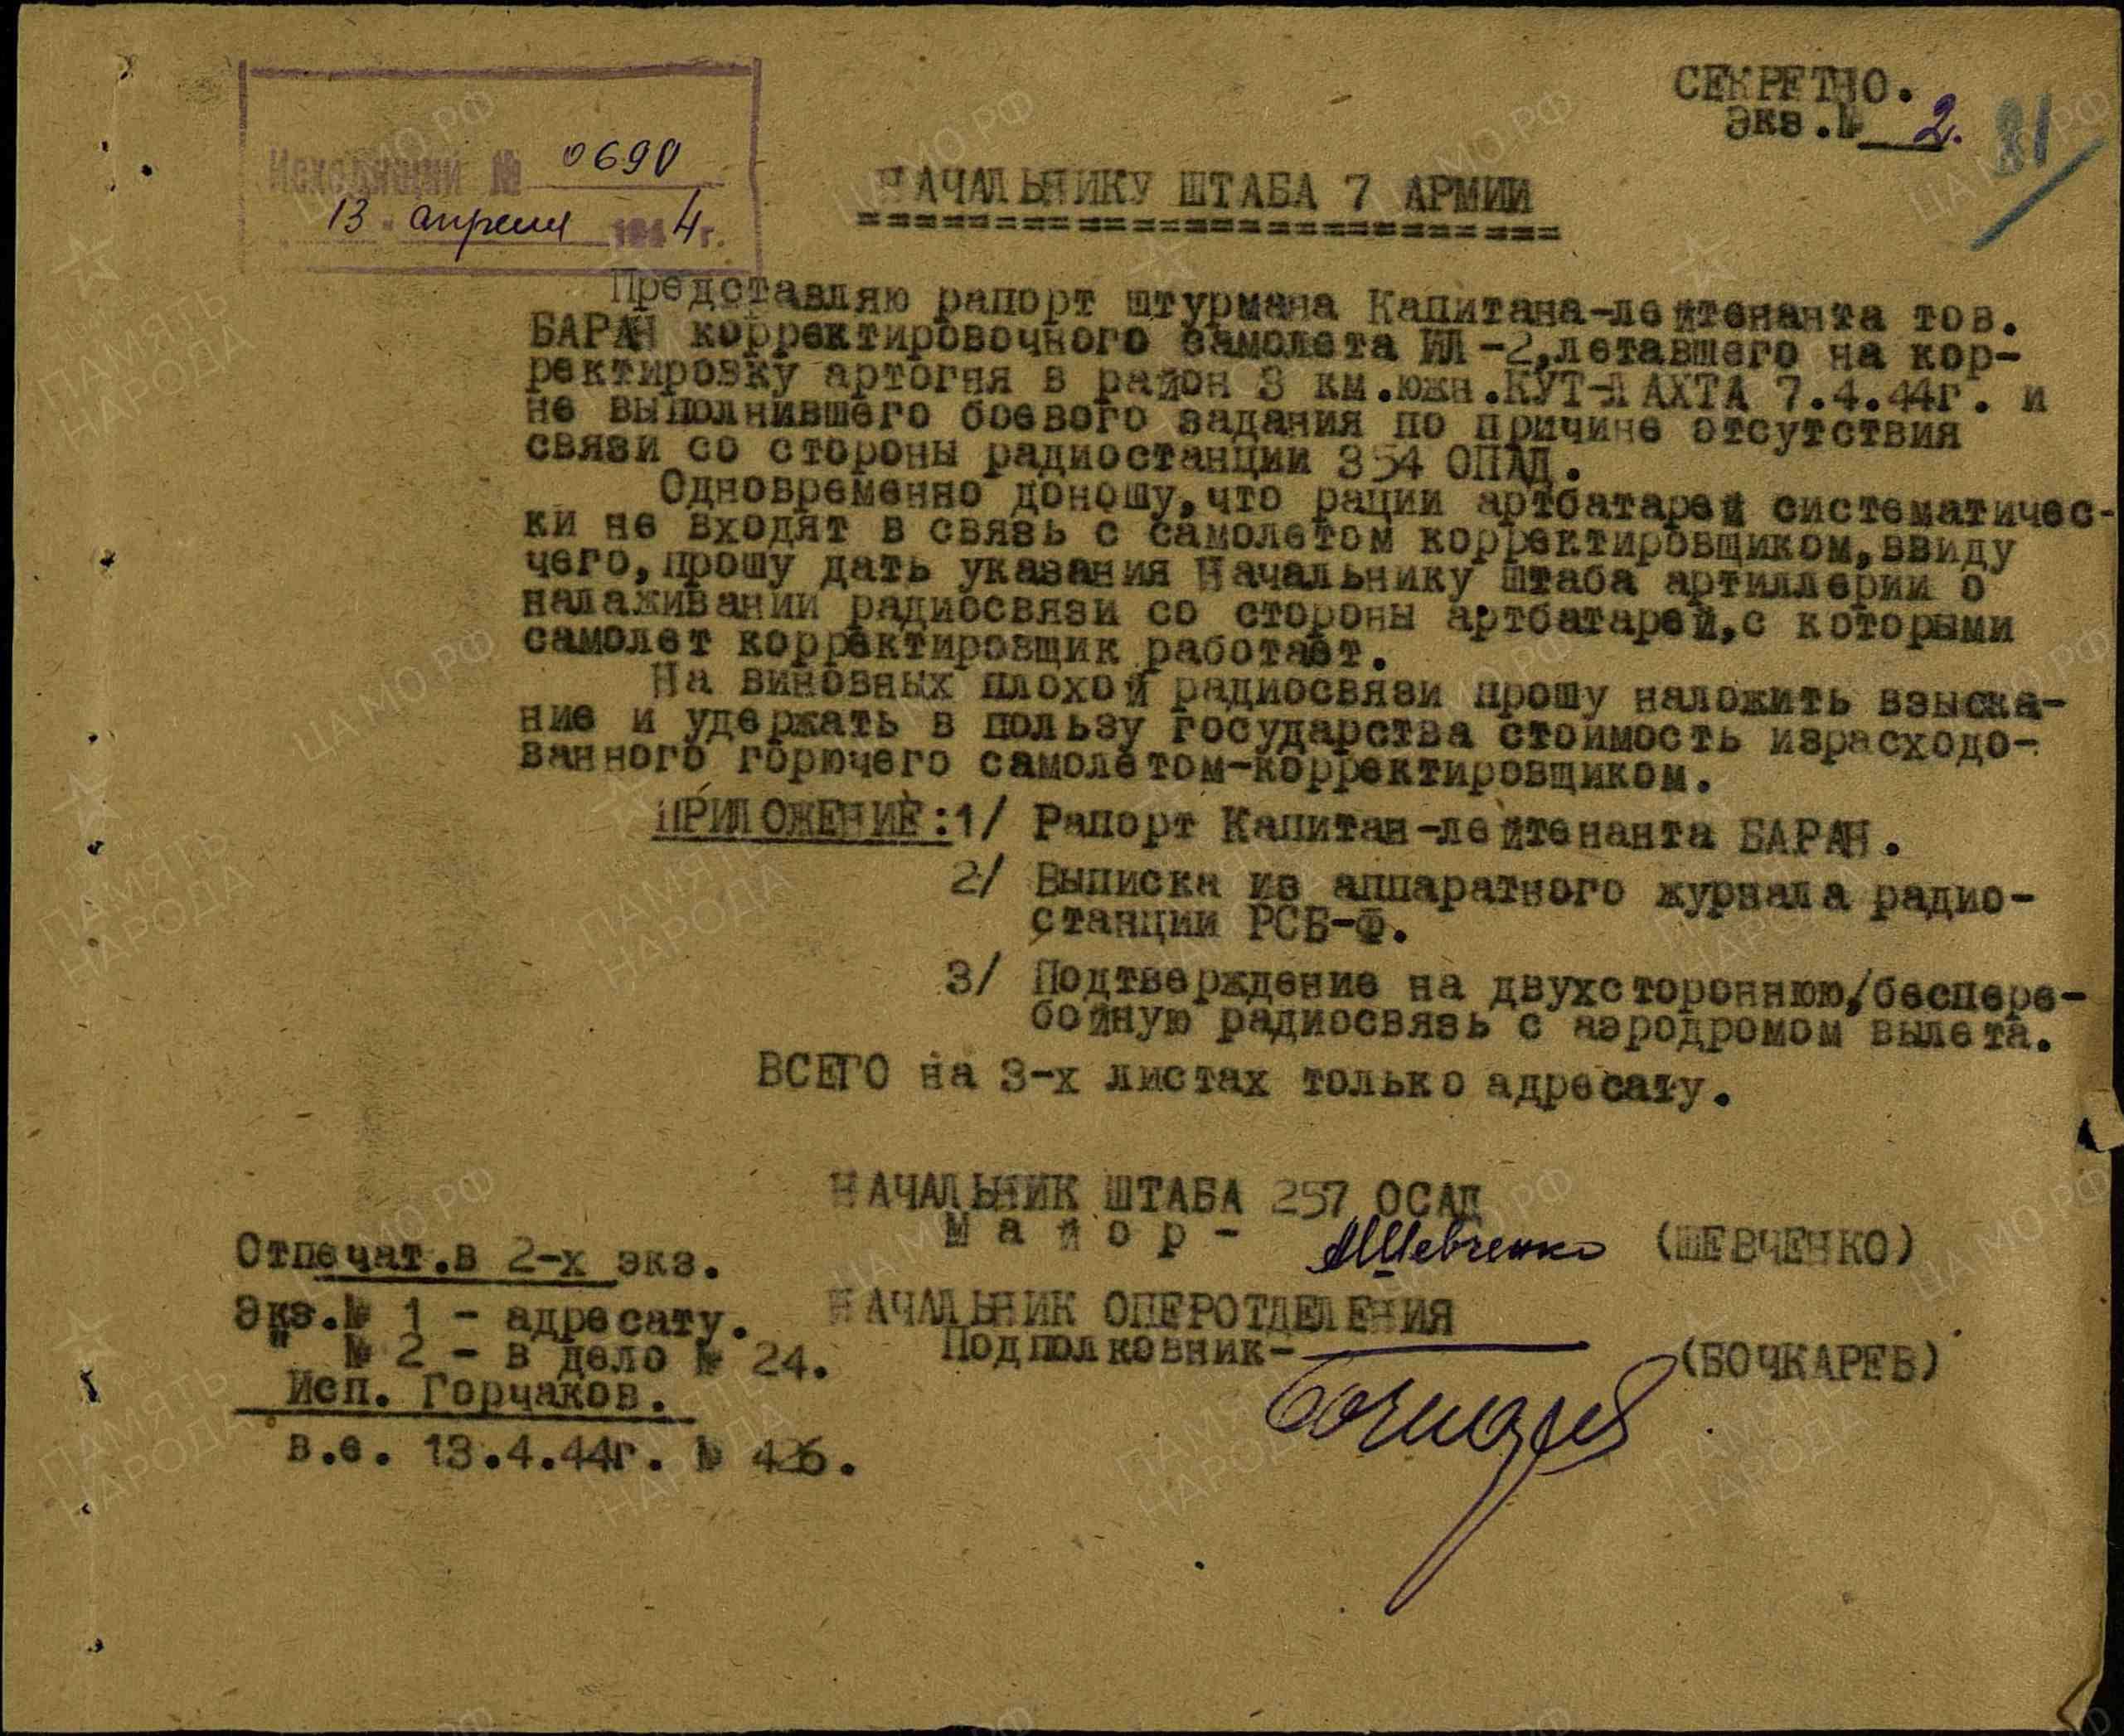 СЕКРЕТНО.
Экз.№ 2.
81
Исходящий № 0690
13 " апреля 1944г.
НАЧАЛЬНИКУ ШТАБА 7 АРМИИ
Представляю рапорт штурмана Капитана-лейтенанта тов.
БАРАН корректировочного самолета ИЛ-2,летавшего на кор-
ректировку артогня в район 3 км.южн.КУТ-ЛАХТА 7.4.44г. и
не выполнившего боевого задания по причине отсутствия
связи со стороны радиостанции 354 ОПАД.
Одновременно доношу,что рации артбатарей систематичес-
ки не входят в связь с самолетом корректировщиком,ввиду
чего,прошу дать указания Начальнику штаба артиллерии о
налаживании радиосвязи со стороны артбатарей,с которыми
самолет корректировщик работает.
На виновных плохой радиосвязи прошу наложить взыска-
ние и удержать в пользу государства стоимость израсходо-
ванного горючего самолетом-корректировщиком.
ПРИЛОЖЕНИЕ:1/ Рапорт Капитан-лейтенанта БАРАН.
2/ Выписка из аппаратного журнала радио-
станции РСБ-Ф.
3/ Подтверждение на двухстороннюю/беспере-
бойную радиосвязь с аэродромом вылета.
ВСЕГО на 3-х листах только адресату.
НАЧАЛЬНИК ШТАБА 257 ОСАД
Майор- АШевченко (ШЕВЧЕНКО)
НАЧАЛЬНИК ОПЕРОТДЕЛЕНИЯ
Подполковник- Бочкарев (БОЧКАРЕВ)
Отпечат.в 2-х экз.
Экз.№ 1 - адресату.
" № 2 - в дело № 24.
Исп. Горчаков.
в.е. 13.4.44г. № 426.
ПАМЯТЬ НАРОДА
ЦАМО РФ